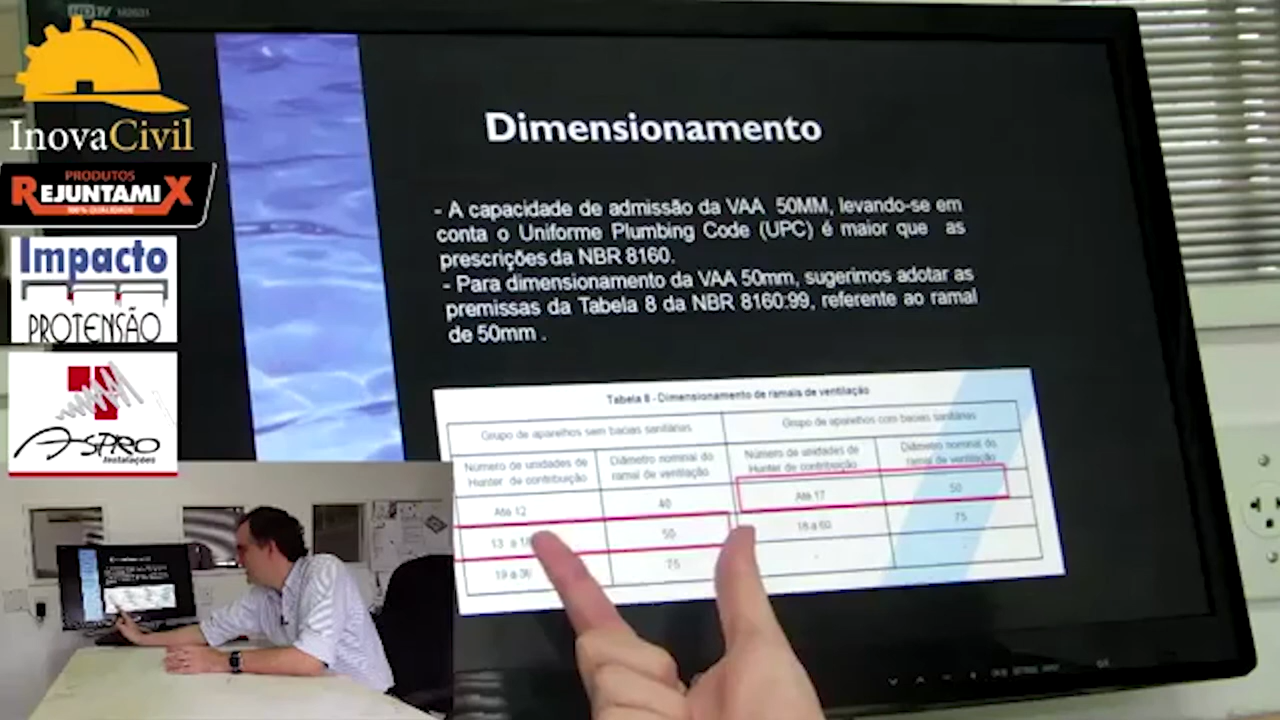 HDTV
InovaCivil
PRODUTOS
REJUNTAMIX
100% QUALIDADE
Impacto
PROTENSÃO
ASPRO
Instalações
Dimensionamento
- A capacidade de admissão da VAA 50MM, levando-se em
conta o Uniforme Plumbing Code (UPC) é maior que as
prescrições da NBR 8160.
- Para dimensionamento da VAA 50mm, sugerimos adotar as
premissas da Tabela 8 da NBR 8160:99, referente ao ramal
de 50mm .
Tabela 8 - Dimensionamento de ramais de ventilação
Grupo de aparelhos sem bacias sanitárias Grupo de aparelhos com bacias sanitárias
Número de unidades de Diâmetro nominal do Número de unidades de Diâmetro nominal do
Hunter de contribuição ramal de ventilação Hunter de contribuição ramal de ventilação
Até 12 40 Até 17 50
13 a 18 50 18 a 60 75
19 a 36 75 - -